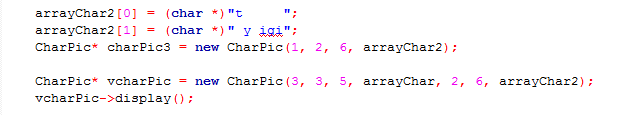 arrayChar2[0] = (char *)"t     ";
arrayChar2[1] = (char *)" y igi";
CharPic* charPic3 = new CharPic(1, 2, 6, arrayChar2);
CharPic* vcharPic = new CharPic(3, 3, 5, arrayChar, 2, 6, arrayChar2);
vcharPic->display();